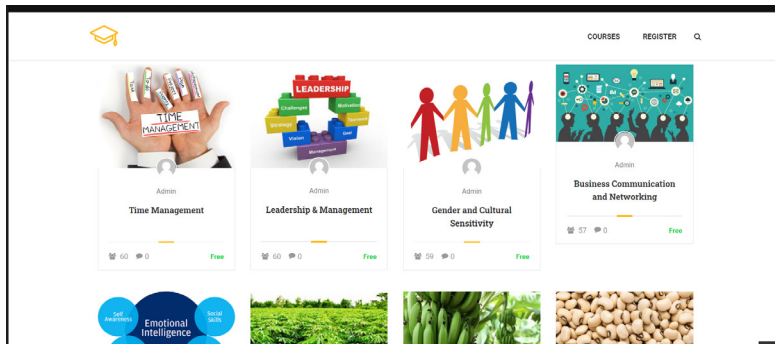 COURSES REGISTER
TIME
MANAGEMENT
LEADERSHIP
Challenges
Motivation
Strategy
Success
Vision
Goal
Management
Admin
Time Management
60 0 Free
Admin
Leadership & Management
60 0 Free
Admin
Gender and Cultural
Sensitivity
59 0 Free
Admin
Business Communication
and Networking
57 0 Free
Self
Awareness
Emotional
Intelligence
Social
Skills